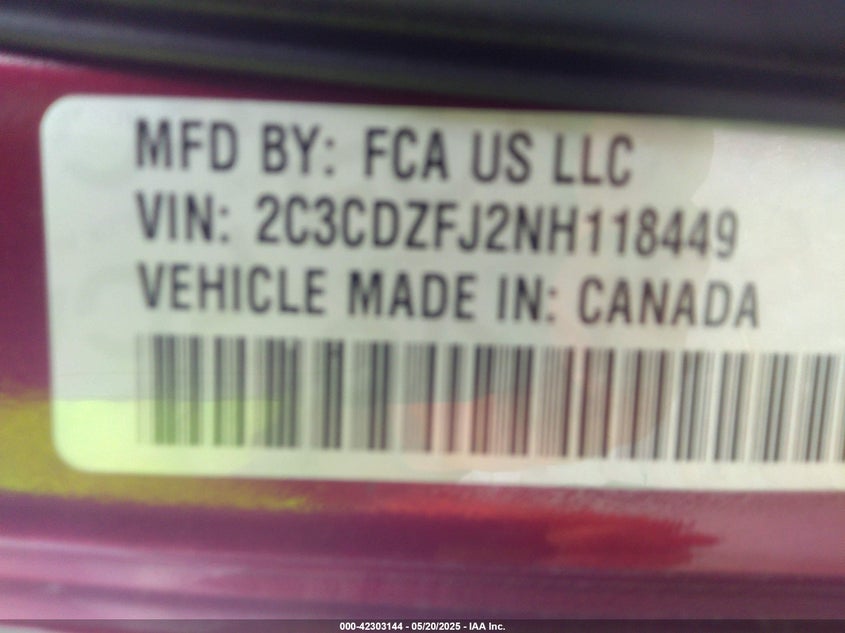 MFD BY: FCA US LLC
VIN: 2C3CDZFJ2NH118449
VEHICLE MADE IN: CANADA
000-42303144 - 05/20/2025 - IAA Inc.